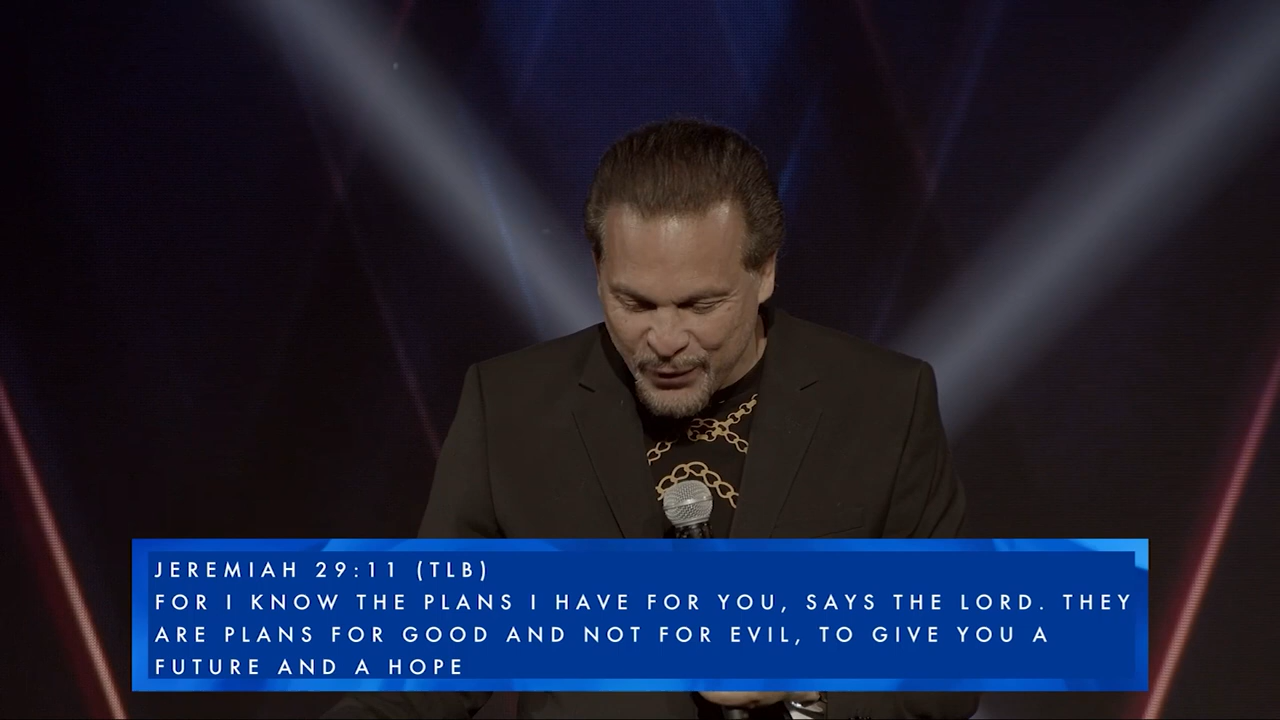 JEREMIAH 29:11 (TLB)
FOR I KNOW THE PLANS I HAVE FOR YOU, SAYS THE LORD. THEY
ARE PLANS FOR GOOD AND NOT FOR EVIL, TO GIVE YOU A
FUTURE AND A HOPE